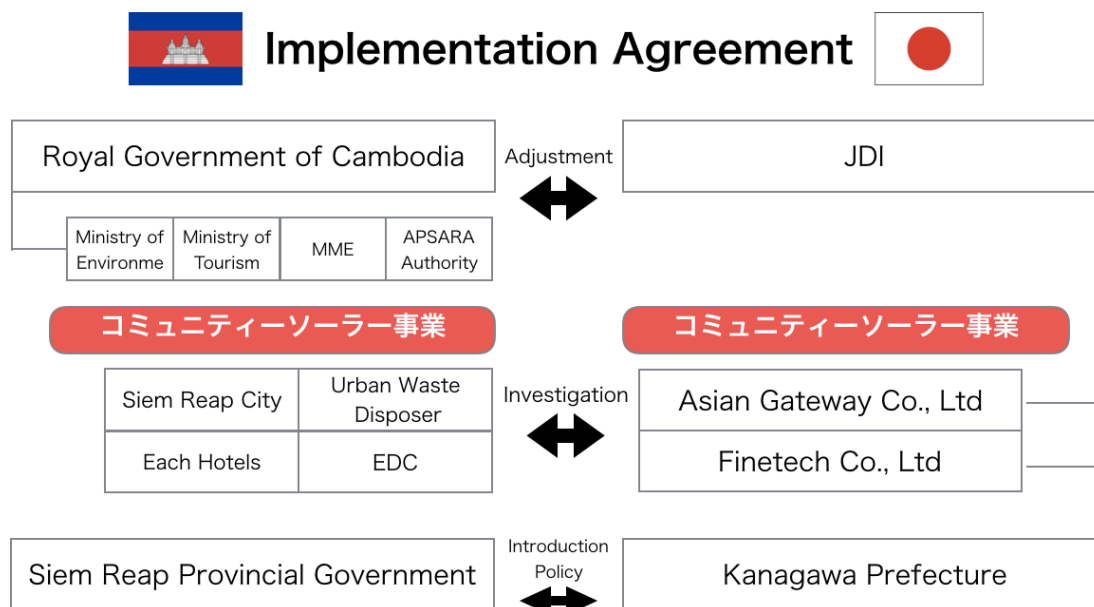 Implementation Agreement
Royal Government of Cambodia
Adjustment
JDI
Ministry of
Environme
Ministry of
Tourism
MME
APSARA
Authority
コミュニティーソーラー事業
コミュニティーソーラー事業
Siem Reap City
Urban Waste
Disposer
Each Hotels
EDC
Investigation
Asian Gateway Co., Ltd
Finetech Co., Ltd
Siem Reap Provincial Government
Introduction
Policy
Kanagawa Prefecture